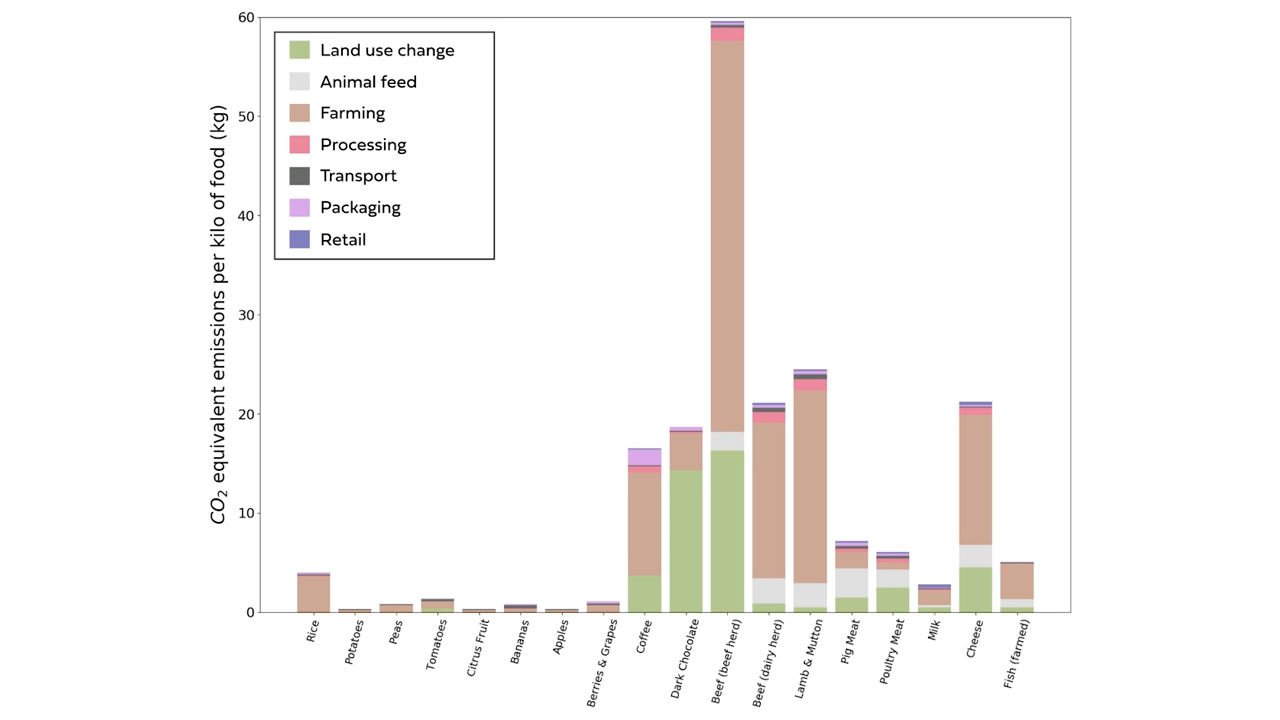 60
50
40
30
20
10
0
CO₂ equivalent emissions per kilo of food (kg)
Land use change
Animal feed
Farming
Processing
Transport
Packaging
Retail
Rice
Potatoes
Peas
Tomatoes
Citrus Fruit
Bananas
Apples
Berries & Grapes
Coffee
Dark Chocolate
Beef (beef herd)
Beef (dairy herd)
Lamb & Mutton
Pig Meat
Poultry Meat
Milk
Cheese
Fish (farmed)